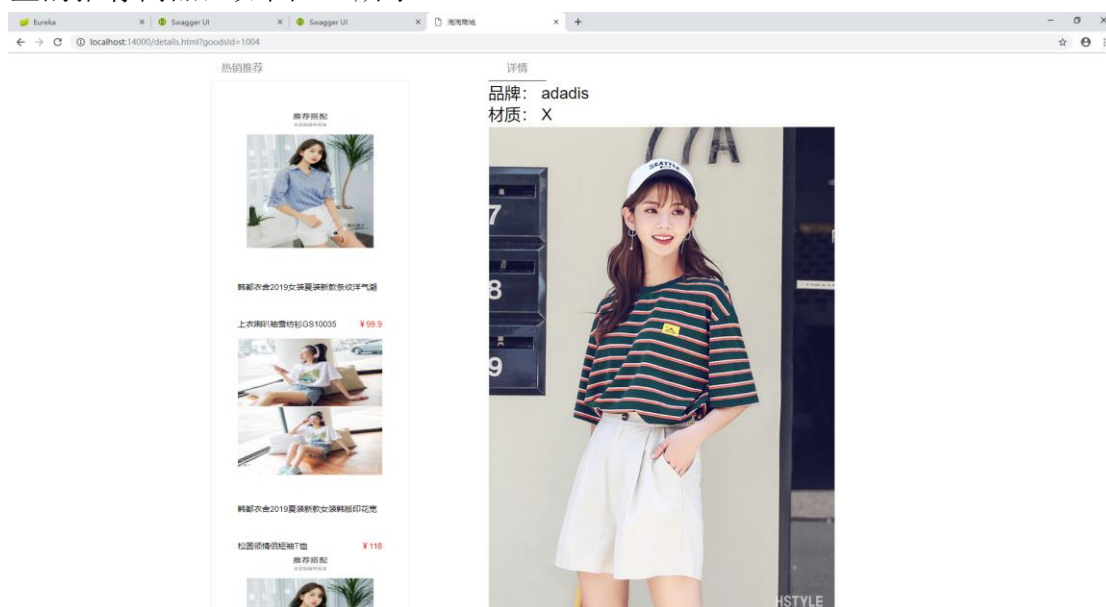 Eureka
Swagger UI
Swagger UI
淘淘商城
localhost:14000/details.html?goodsId=1004
热销推荐
详情
品牌: adadis
材质: X
推荐搭配
韩都衣舍2019女装夏装新款条纹洋气潮
上衣喇叭袖雪纺衫GS10035 ¥99.9
韩都衣舍2019夏装新款女装韩版印花宽
松圆领情侣短袖T恤 ¥118
推荐搭配
SEATTLE
7
8
9
HSTYLE